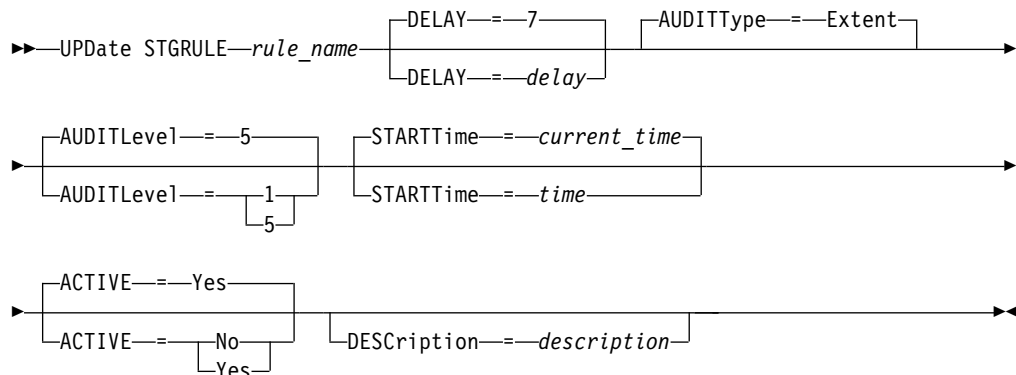 DELAY = 7 AUDITType = Extent
UPDate STGRULE rule_name
DELAY = delay
AUDITLevel = 5 STARTTime = current_time
AUDITLevel = 1 STARTTime = time
5
ACTIVE = Yes
ACTIVE = No DESCription = description
Yes